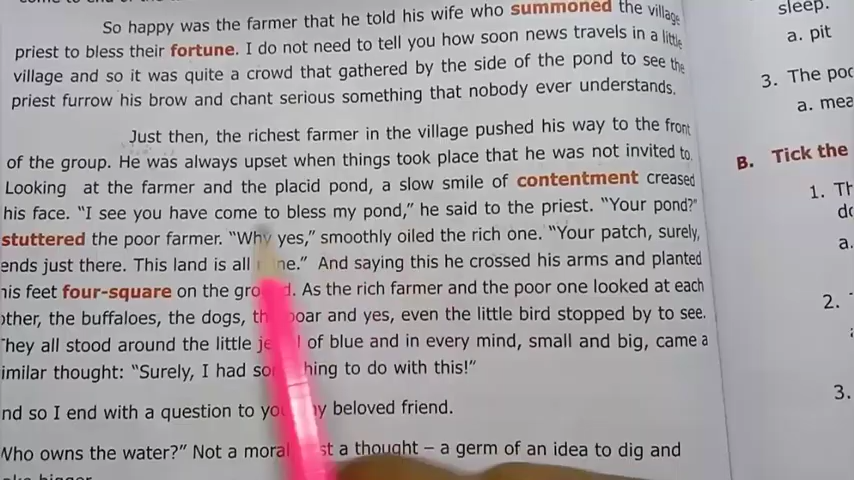 So happy was the farmer that he told his wife who summoned the village
priest to bless their fortune. I do not need to tell you how soon news travels in a little
village and so it was quite a crowd that gathered by the side of the pond to see the
priest furrow his brow and chant serious something that nobody ever understands.
Just then, the richest farmer in the village pushed his way to the front
of the group. He was always upset when things took place that he was not invited to.
Looking at the farmer and the placid pond, a slow smile of contentment creased
his face. “I see you have come to bless my pond,” he said to the priest. “Your pond?”
stuttered the poor farmer. “Why yes,” smoothly oiled the rich one. “Your patch, surely,
ends just there. This land is all ne.” And saying this he crossed his arms and planted
his feet four-square on the gro d. As the rich farmer and the poor one looked at each
other, the buffaloes, the dogs, th boar and yes, even the little bird stopped by to see.
They all stood around the little je l of blue and in every mind, small and big, came a
imilar thought: “Surely, I had so hing to do with this!”
nd so I end with a question to yo y beloved friend.
Who owns the water?” Not a moral st a thought – a germ of an idea to dig and
bigger.
sleep.
a. pit
3. The poo
a. mea
B. Tick the
1. Th
do
a.
2.
3.